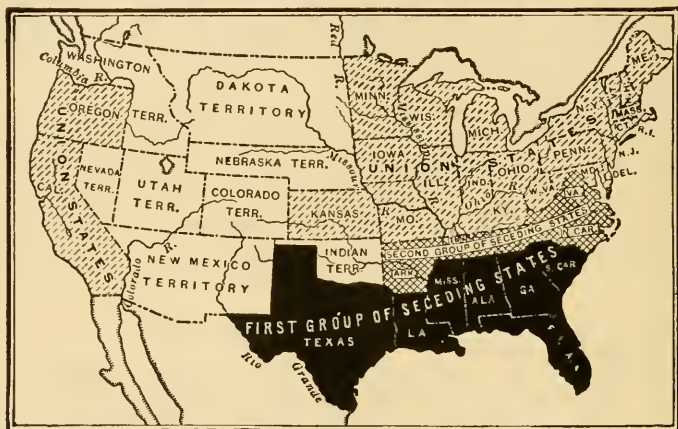 WASHINGTON
TERR.
Columbia R.
OREGON
UNION STATES
CAL.
NEVADA
TERR.
UTAH
TERR.
DAKOTA
TERRITORY
NEBRASKA TERR.
COLORADO
TERR.
NEW MEXICO
TERRITORY
Colorado R.
INDIAN
TERR.
KANSAS
Missouri R.
Red R.
MINN.
WIS.
MICH.
IOWA
UNION STATES
ILL.
IND.
OHIO
Ohio R.
MO.
KY.
W. VA.
VA.
PENN.
N.Y.
ME.
MASS.
CT.
R.I.
N.J.
DEL.
MD.
SECOND GROUP OF SECEDING STATES
N. CAR.
ARK.
FIRST GROUP OF SECEDING STATES
TEXAS
LA
MISS.
ALA
GA
S. CAR
FLA
Rio Grande